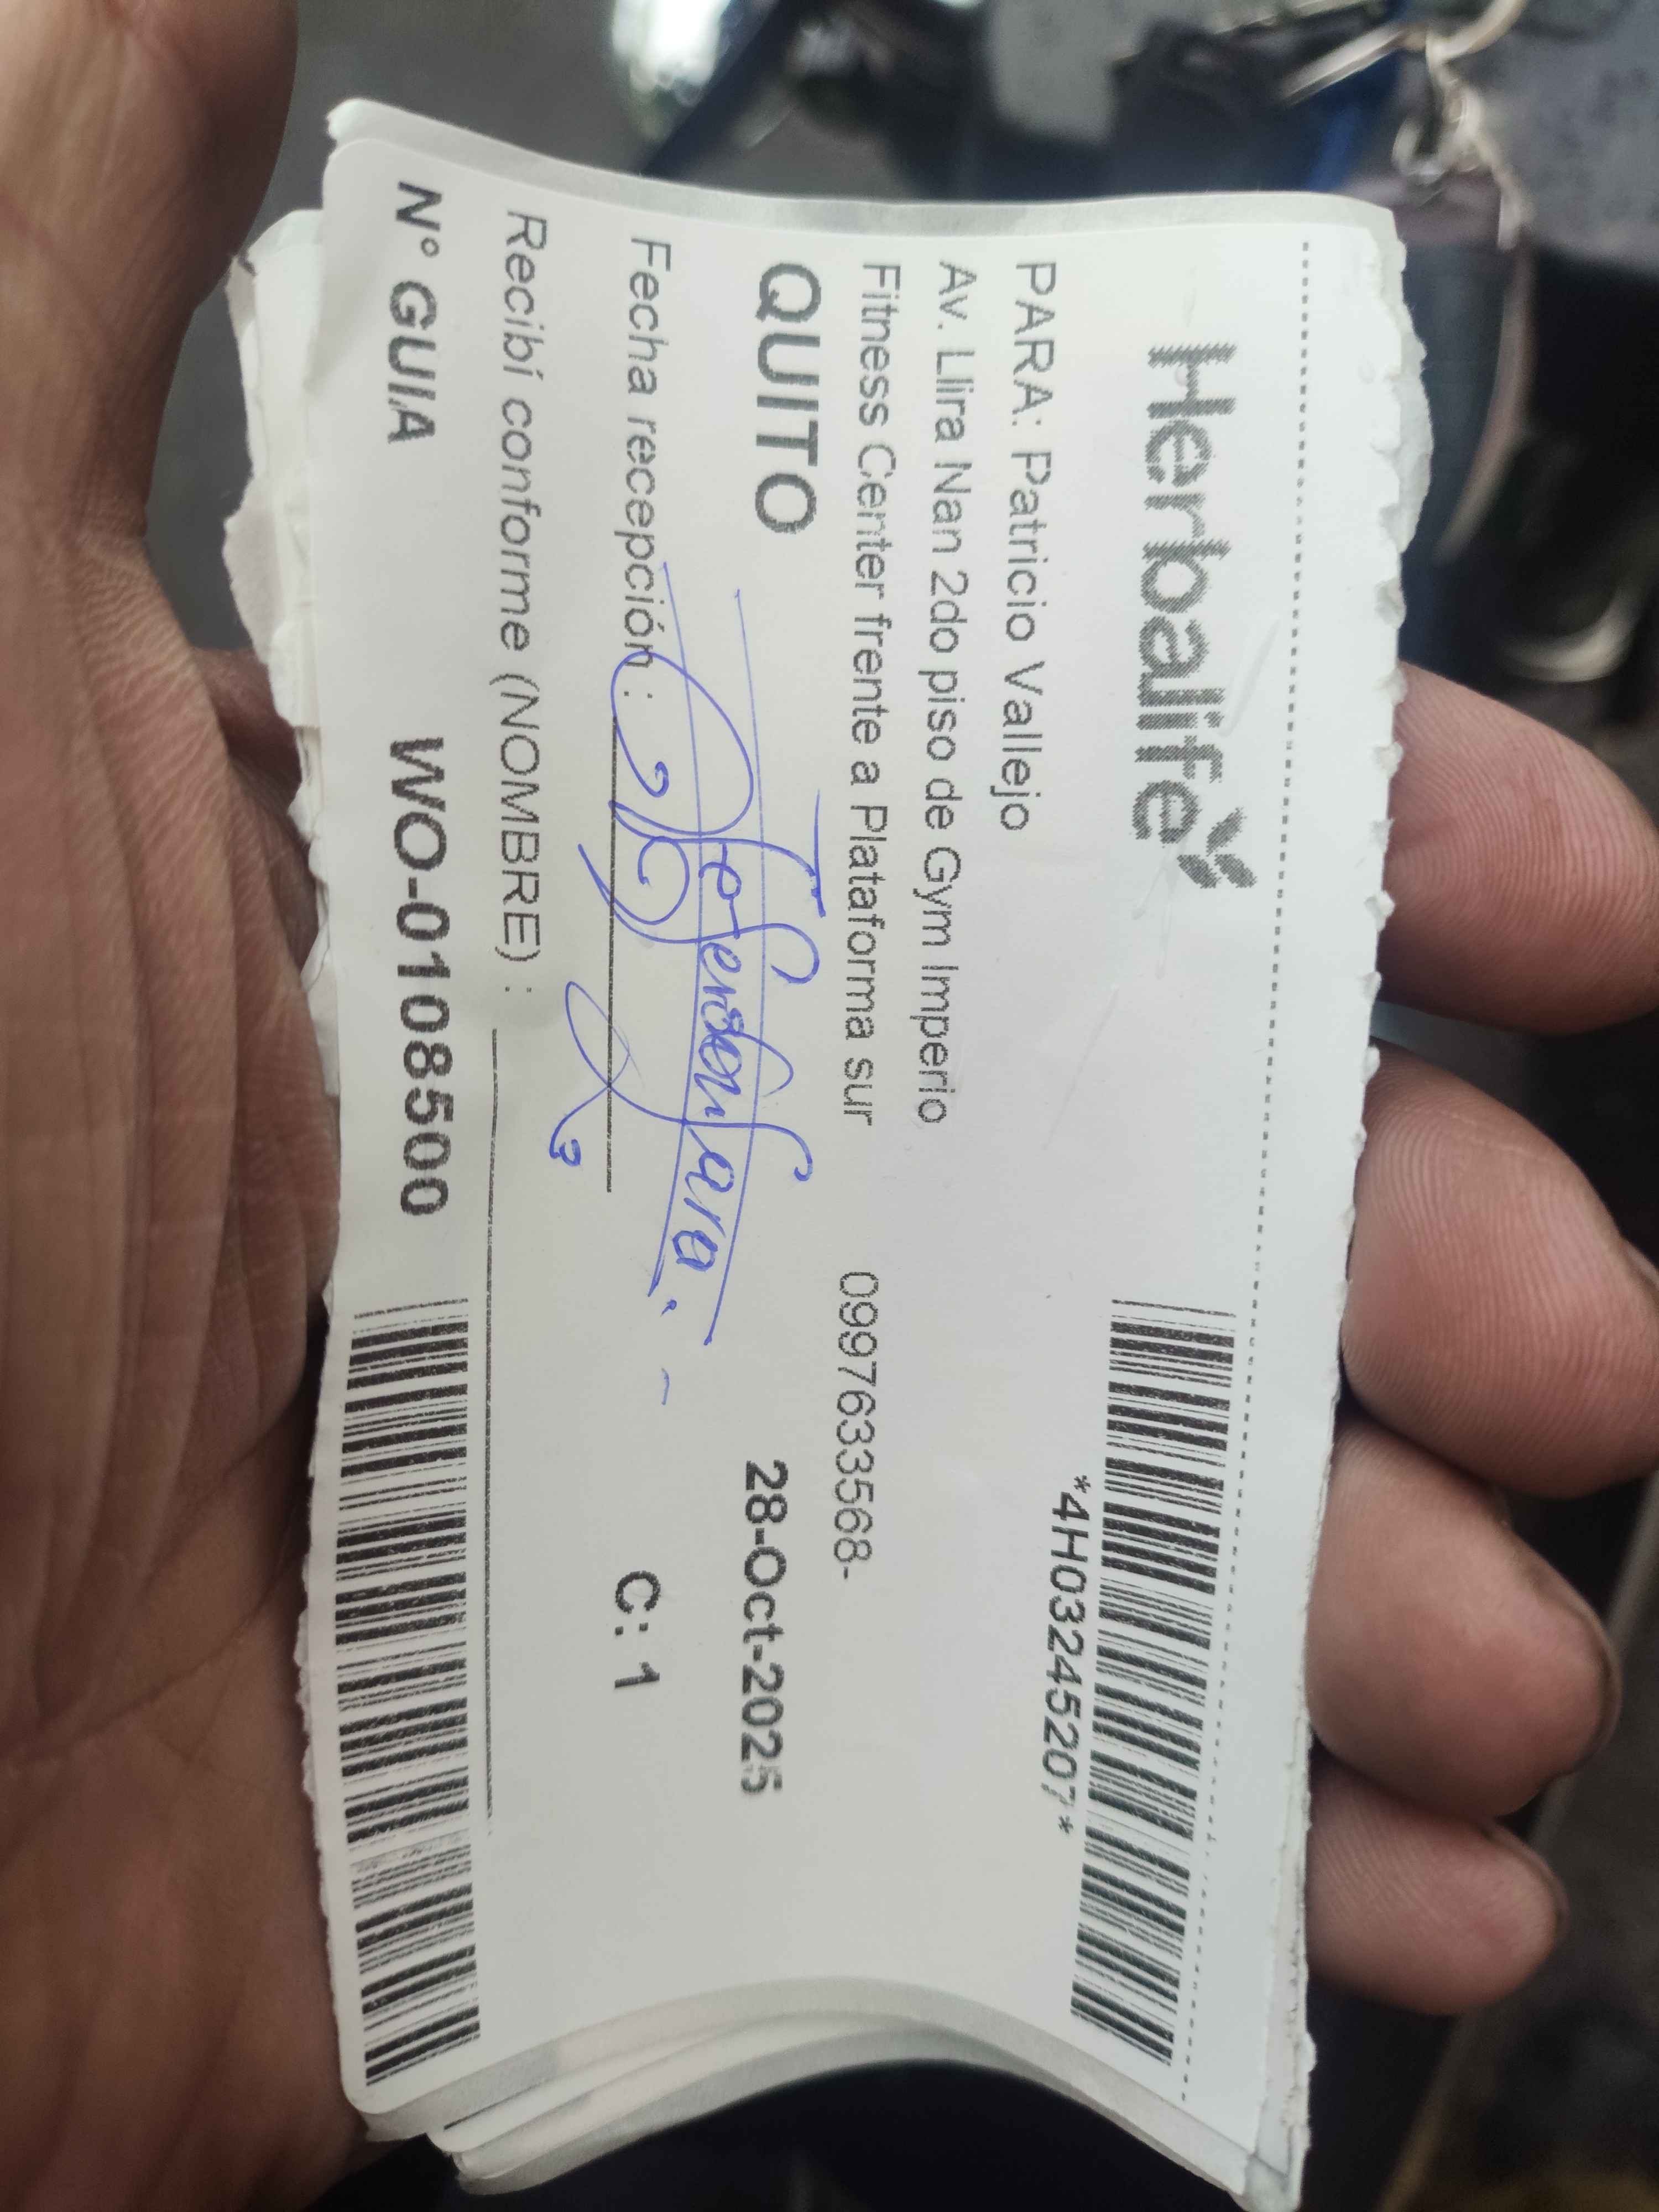 Herbalife
*4H03245207*
PARA: Patricio Vallejo
Av. Llira Nan 2do piso de Gym Imperio
Fitness Center frente a Plataforma sur 0997633568-
QUITO 28-Oct-2025
Fecha recepción :
C: 1
Recibí conforme (NOMBRE) :
N° GUIA WO-0108500